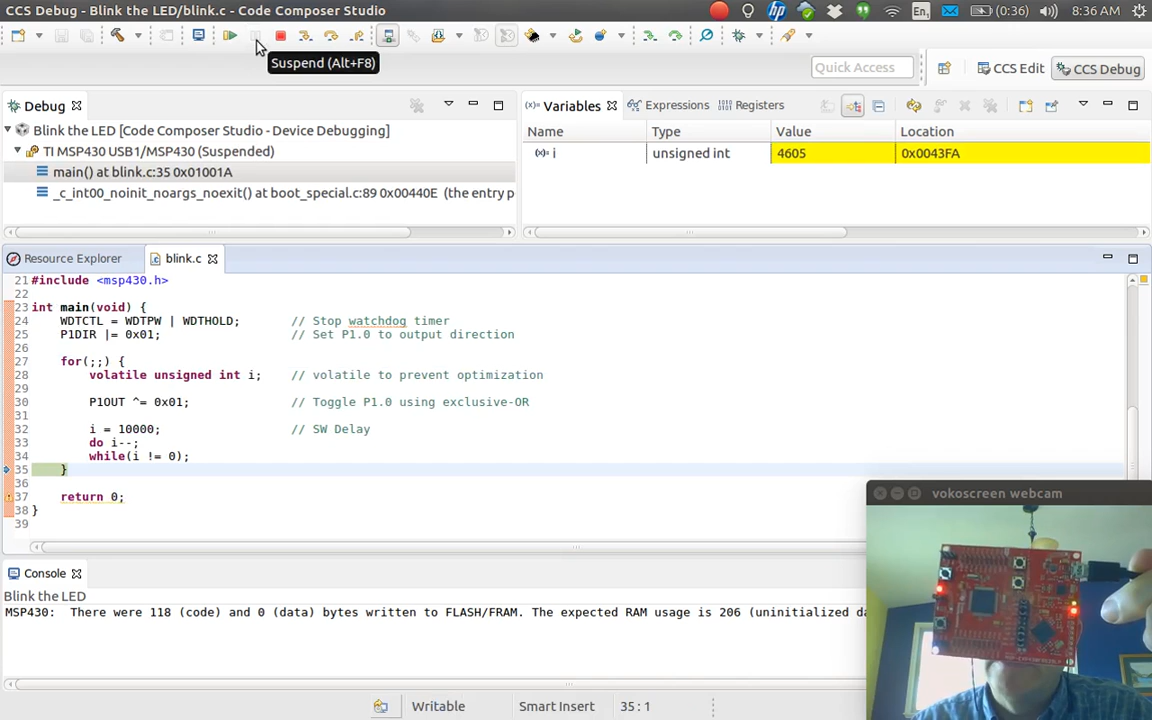 CCS Debug - Blink the LED/blink.c - Code Composer Studio
En
(0:36)
8:36 AM
Suspend (Alt+F8)
Quick Access
CCS Edit
CCS Debug
Debug
Blink the LED [Code Composer Studio - Device Debugging]
TI MSP430 USB1/MSP430 (Suspended)
main() at blink.c:35 0x01001A
_c_int00_noinit_noargs_noexit() at boot_special.c:89 0x00440E (the entry p
(x)= Variables
Expressions
Registers
Name Type Value Location
(x)= i unsigned int 4605 0x0043FA
Resource Explorer
blink.c
21 #include <msp430.h>
22
23 int main(void) {
24 WDTCTL = WDTPW | WDTHOLD; // Stop watchdog timer
25 P1DIR |= 0x01; // Set P1.0 to output direction
26
27 for(;;) {
28 volatile unsigned int i; // volatile to prevent optimization
29
30 P1OUT ^= 0x01; // Toggle P1.0 using exclusive-OR
31
32 i = 10000; // SW Delay
33 do i--;
34 while(i != 0);
35 }
36
37 return 0;
38 }
39
vokoscreen webcam
Console
Blink the LED
MSP430: There were 118 (code) and 0 (data) bytes written to FLASH/FRAM. The expected RAM usage is 206 (uninitialized da
Writable
Smart Insert
35 : 1